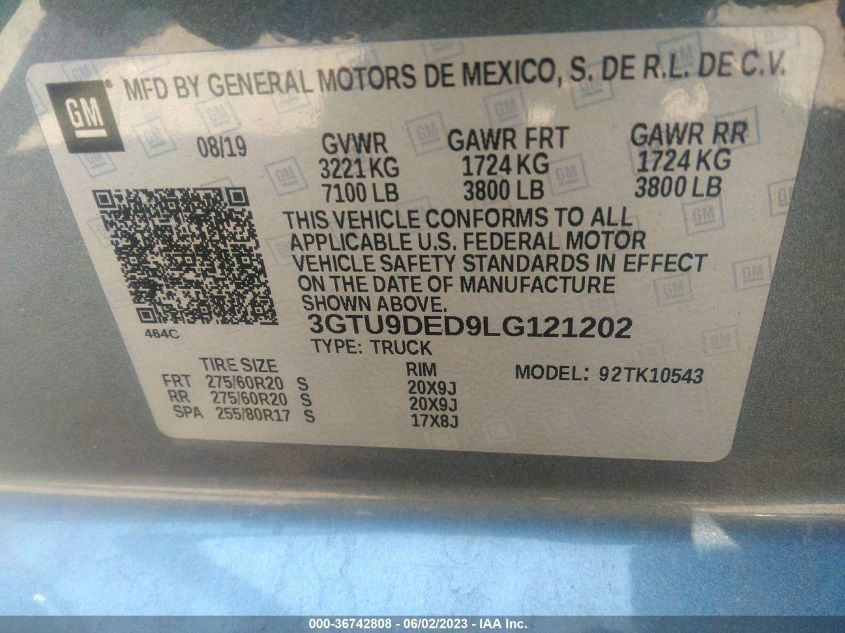 GM ® MFD BY GENERAL MOTORS DE MEXICO, S. DE R.L. DE C.V.
08/19 GVWR GAWR FRT GAWR RR
3221 KG 1724 KG 1724 KG
7100 LB 3800 LB 3800 LB
THIS VEHICLE CONFORMS TO ALL
APPLICABLE U.S. FEDERAL MOTOR
VEHICLE SAFETY STANDARDS IN EFFECT
ON THE DATE OF MANUFACTURE
SHOWN ABOVE.
464C
3GTU9DED9LG121202
TYPE: TRUCK
TIRE SIZE RIM MODEL: 92TK10543
FRT 275/60R20 S 20X9J
RR 275/60R20 S 20X9J
SPA 255/80R17 S 17X8J
000-36742808 - 06/02/2023 - IAA Inc.